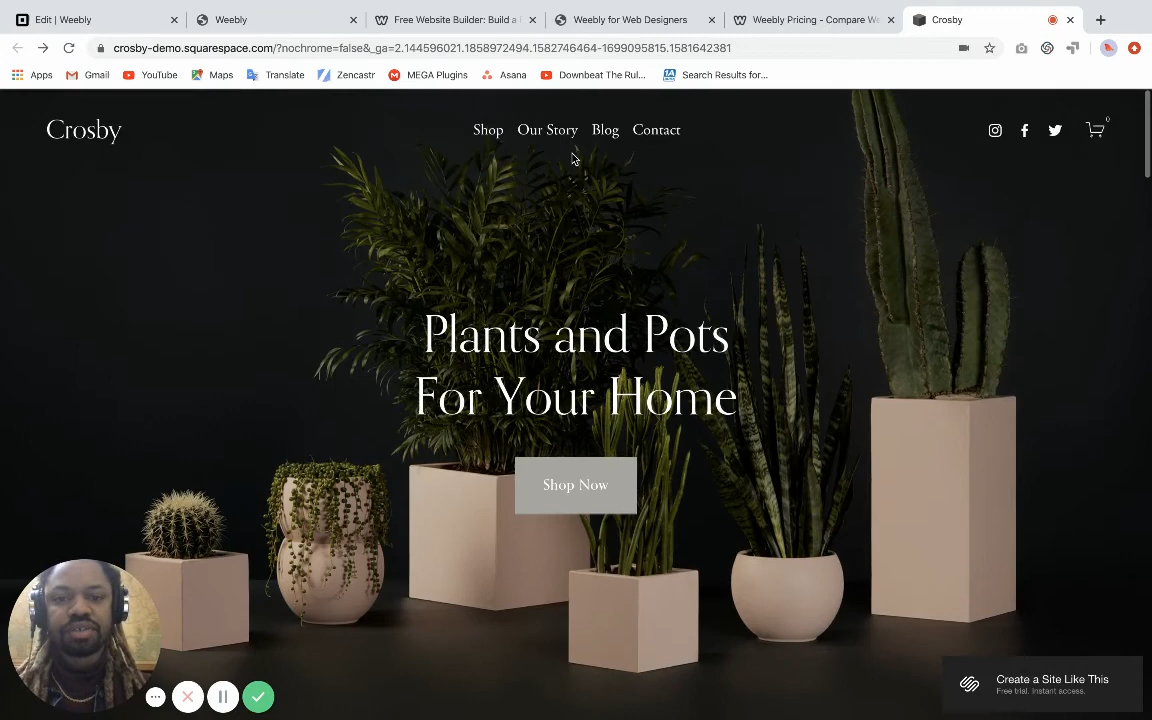 Edit | Weebly
Weebly
Free Website Builder: Build a
Weebly for Web Designers
Weebly Pricing - Compare We
Crosby
crosby-demo.squarespace.com/?nochrome=false&_ga=2.144596021.1858972494.1582746464-1699095815.1581642381
Apps
Gmail
YouTube
Maps
Translate
Zencastr
MEGA Plugins
Asana
Downbeat The Rul...
Search Results for...
Crosby
Shop
Our Story
Blog
Contact
0
Plants and Pots
For Your Home
Shop Now
Create a Site Like This
Free trial. Instant access.